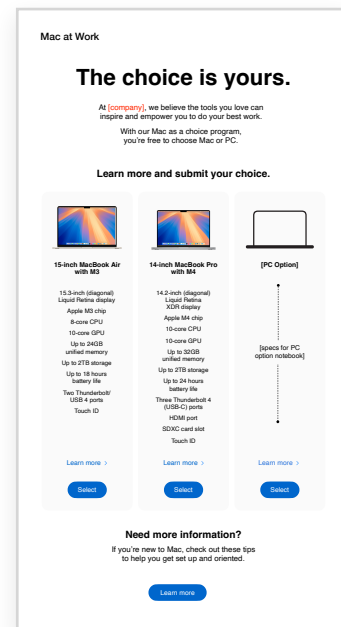 Mac at Work
The choice is yours.
At [company], we believe the tools you love can
inspire and empower you to do your best work.
With our Mac as a choice program,
you're free to choose Mac or PC.
Learn more and submit your choice.
15-inch MacBook Air
with M3
15.3-inch (diagonal)
Liquid Retina display
Apple M3 chip
8-core CPU
10-core GPU
Up to 24GB
unified memory
Up to 2TB storage
Up to 18 hours
battery life
Two Thunderbolt/
USB 4 ports
Touch ID
Learn more >
Select
14-inch MacBook Pro
with M4
14.2-inch (diagonal)
Liquid Retina
XDR display
Apple M4 chip
10-core CPU
10-core GPU
Up to 32GB
unified memory
Up to 2TB storage
Up to 24 hours
battery life
Three Thunderbolt 4
(USB-C) ports
HDMI port
SDXC card slot
Touch ID
Learn more >
Select
[PC Option]
[specs for PC
option notebook]
Learn more >
Select
Need more information?
If you're new to Mac, check out these tips
to help you get set up and oriented.
Learn more